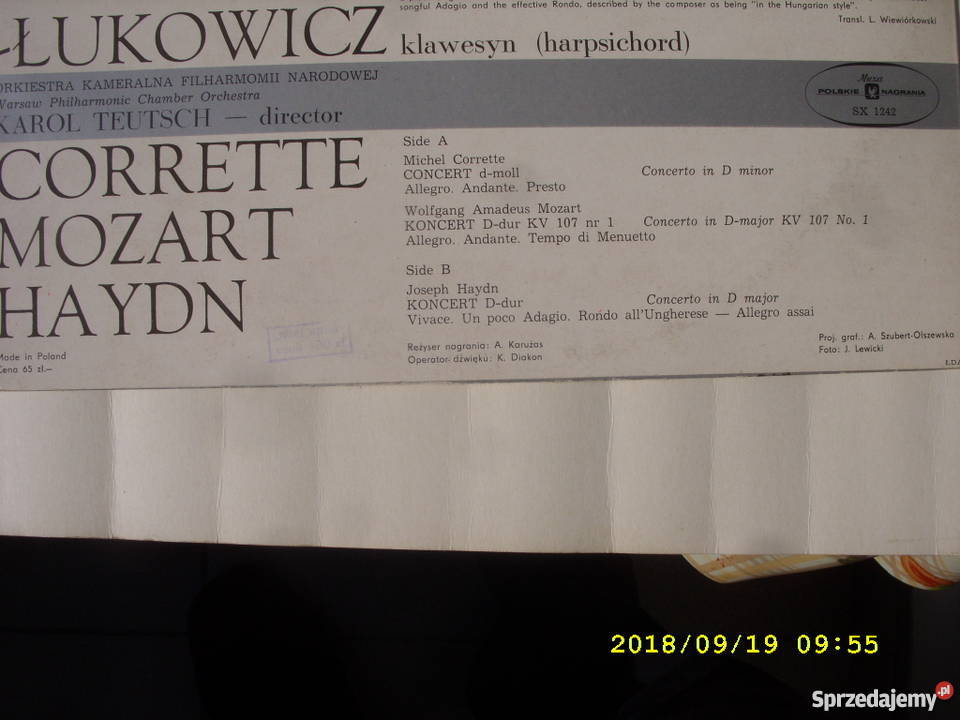 songful Adagio and the effective Rondo, described by the composer as being "in the Hungarian style".
Transl. L. Wiewiórkowski
-ŁUKOWICZ klawesyn (harpsichord)
ORKIESTRA KAMERALNA FILHARMOMII NARODOWEJ
Warsaw Philharmonic Chamber Orchestra
KAROL TEUTSCH — director
Muza
POLSKIE NAGRANIA
SX 1242
CORRETTE
MOZART
HAYDN
Side A
Michel Corrette
CONCERT d-moll Concerto in D minor
Allegro. Andante. Presto
Wolfgang Amadeus Mozart
KONCERT D-dur KV 107 nr 1 Concerto in D-major KV 107 No. 1
Allegro. Andante. Tempo di Menuetto
Side B
Joseph Haydn
KONCERT D-dur Concerto in D major
Vivace. Un poco Adagio. Rońdo all'Ungherese — Allegro assai
Reżyser nagrania: A. Karużas
Operator dźwięku: K. Diakon
Proj. graf.: A. Szubert-Olszewska
Foto: J. Lewicki
Made in Poland
Cena 65 zł.—
2018/09/19 09:55
Sprzedajemy.pl